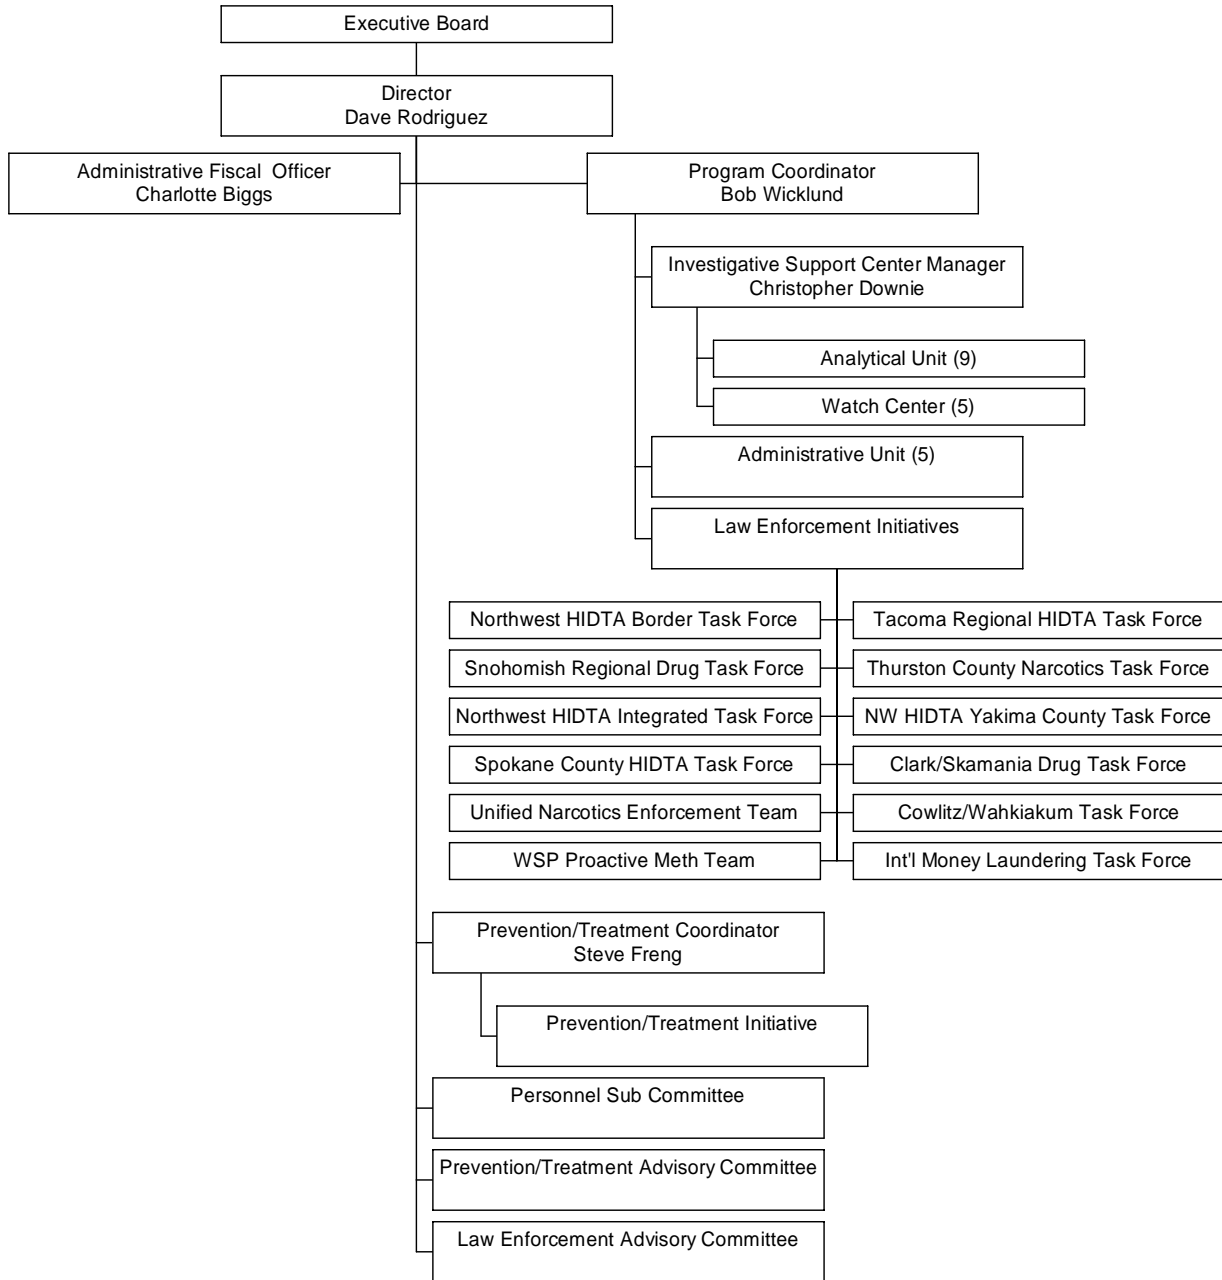 Executive Board
Director
Dave Rodriguez
Administrative Fiscal  Officer
Charlotte Biggs
Program Coordinator
Bob Wicklund
Investigative Support Center Manager
Christopher Downie
Analytical Unit (9)
Watch Center (5)
Administrative Unit (5)
Law Enforcement Initiatives
Northwest HIDTA Border Task Force
Tacoma Regional HIDTA Task Force
Snohomish Regional Drug Task Force
Thurston County Narcotics Task Force
Northwest HIDTA Integrated Task Force
NW HIDTA Yakima County Task Force
Spokane County HIDTA Task Force
Clark/Skamania Drug Task Force
Unified Narcotics Enforcement Team
Cowlitz/Wahkiakum Task Force
WSP Proactive Meth Team
Int'l Money Laundering Task Force
Prevention/Treatment Coordinator
Steve Freng
Prevention/Treatment Initiative
Personnel Sub Committee
Prevention/Treatment Advisory Committee
Law Enforcement Advisory Committee